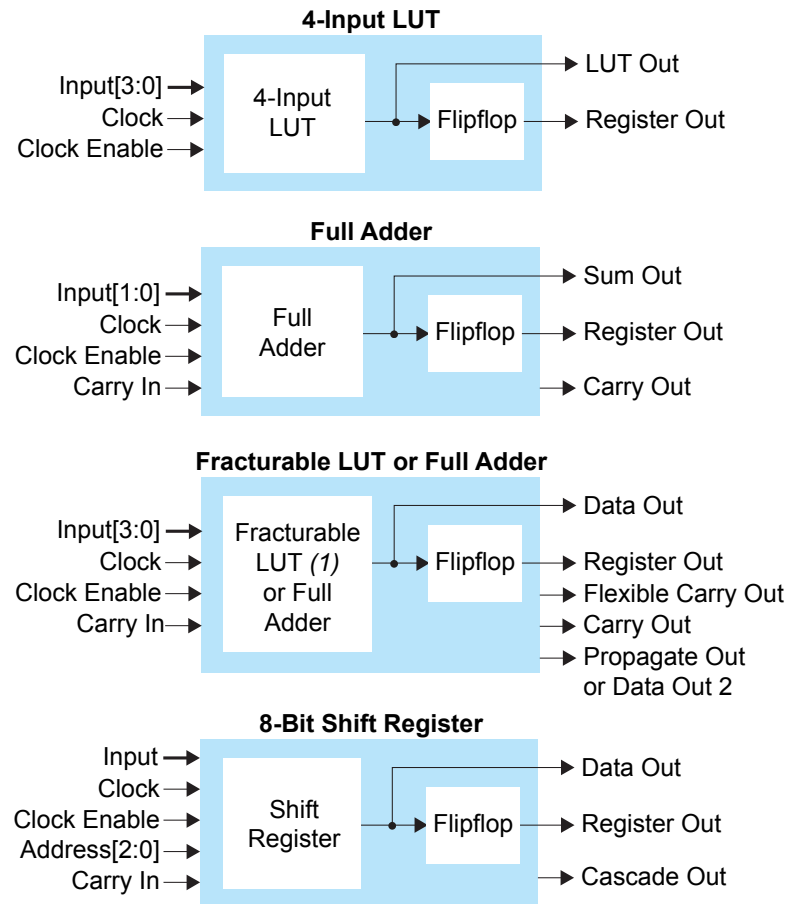 4-Input LUT
Input[3:0]
Clock
Clock Enable
4-Input
LUT
Flipflop
LUT Out
Register Out
Full Adder
Input[1:0]
Clock
Clock Enable
Carry In
Full
Adder
Flipflop
Sum Out
Register Out
Carry Out
Fracturable LUT or Full Adder
Input[3:0]
Clock
Clock Enable
Carry In
Fracturable
LUT (1)
or Full
Adder
Flipflop
Data Out
Register Out
Flexible Carry Out
Carry Out
Propagate Out
or Data Out 2
8-Bit Shift Register
Input
Clock
Clock Enable
Address[2:0]
Carry In
Shift
Register
Flipflop
Data Out
Register Out
Cascade Out